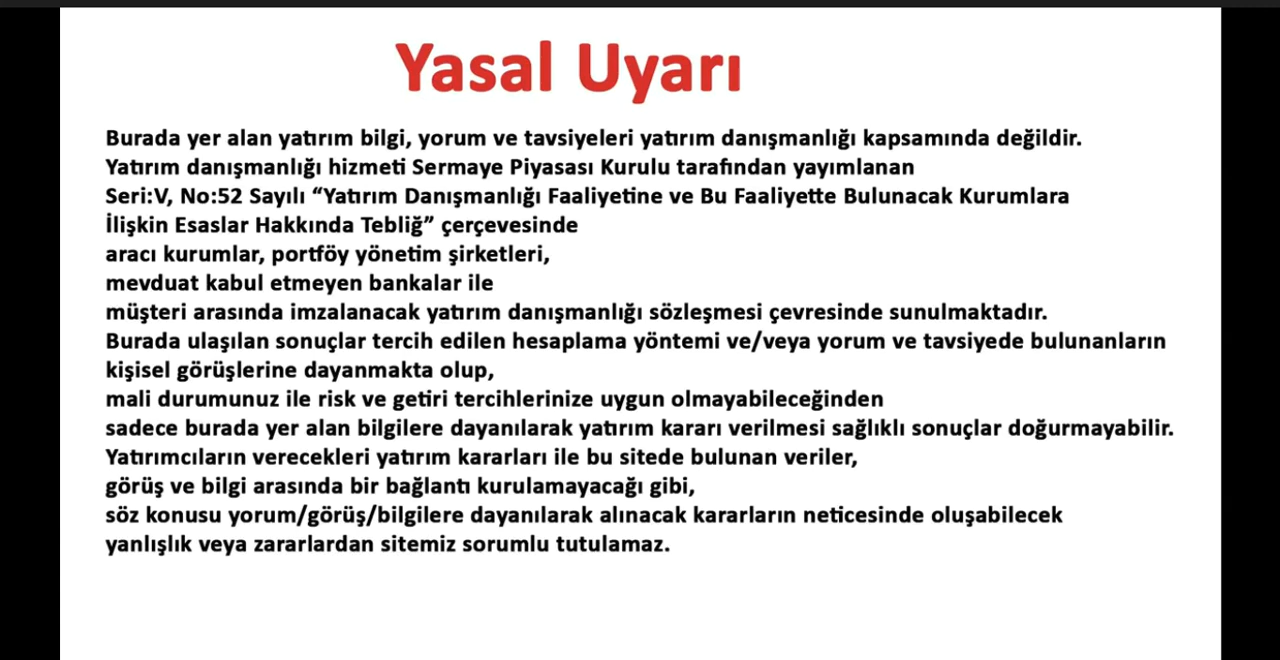 Yasal Uyarı
Burada yer alan yatırım bilgi, yorum ve tavsiyeleri yatırım danışmanlığı kapsamında değildir.
Yatırım danışmanlığı hizmeti Sermaye Piyasası Kurulu tarafından yayımlanan
Seri:V, No:52 Sayılı “Yatırım Danışmanlığı Faaliyetine ve Bu Faaliyette Bulunacak Kurumlara
İlişkin Esaslar Hakkında Tebliğ” çerçevesinde
aracı kurumlar, portföy yönetim şirketleri,
mevduat kabul etmeyen bankalar ile
müşteri arasında imzalanacak yatırım danışmanlığı sözleşmesi çevresinde sunulmaktadır.
Burada ulaşılan sonuçlar tercih edilen hesaplama yöntemi ve/veya yorum ve tavsiyede bulunanların
kişisel görüşlerine dayanmakta olup,
mali durumunuz ile risk ve getiri tercihlerinize uygun olmayabileceğinden
sadece burada yer alan bilgilere dayanılarak yatırım kararı verilmesi sağlıklı sonuçlar doğurmayabilir.
Yatırımcıların verecekleri yatırım kararları ile bu sitede bulunan veriler,
görüş ve bilgi arasında bir bağlantı kurulamayacağı gibi,
söz konusu yorum/görüş/bilgilere dayanılarak alınacak kararların neticesinde oluşabilecek
yanlışlık veya zararlardan sitemiz sorumlu tutulamaz.